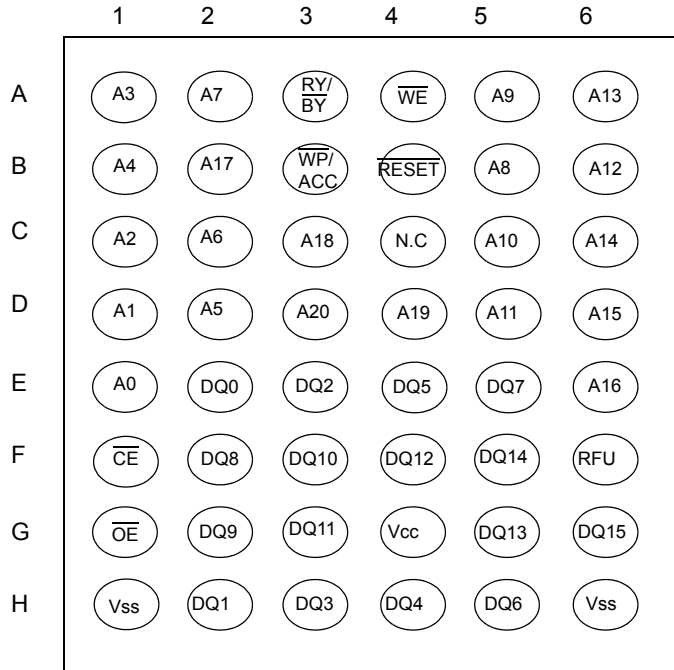 1 2 3 4 5 6
A A3 A7 RY/ WE A9 A13
BY
B A4 A17 WP/ RESET A8 A12
ACC
C A2 A6 A18 N.C A10 A14
D A1 A5 A20 A19 A11 A15
E A0 DQ0 DQ2 DQ5 DQ7 A16
F CE DQ8 DQ10 DQ12 DQ14 RFU
G OE DQ9 DQ11 Vcc DQ13 DQ15
H Vss DQ1 DQ3 DQ4 DQ6 Vss